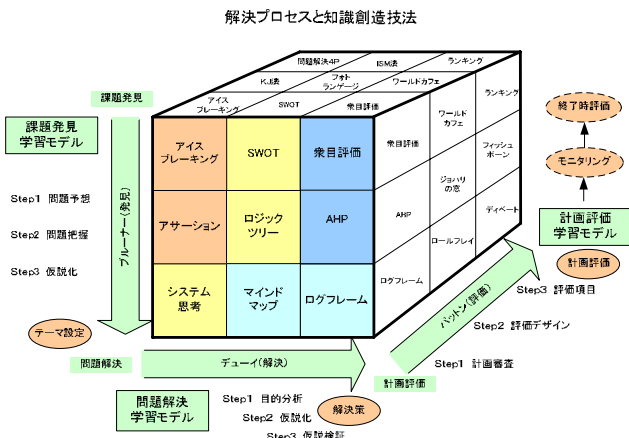 解決プロセスと知識創造技法
問題解決4P
ISM法
ランキング
KJ法
フォト
ランゲージ
ワールドカフェ
アイス
ブレーキング
SWOT
衆目評価
課題発見
課題発見
学習モデル
Step1 問題予想
Step2 問題把握
Step3 仮説化
ブルーナー(発見)
テーマ設定
問題解決
アイス
ブレーキング
SWOT
衆目評価
アサーション
ロジック
ツリー
AHP
システム
思考
マインド
マップ
ログフレーム
衆目評価
ワールド
カフェ
ランキング
AHP
ジョハリ
の窓
フィッシュ
ボーン
ログフレーム
ロールプレイ
ディベート
終了時評価
モニタリング
計画評価
学習モデル
計画評価
Step3 評価項目
パットン(評価)
Step2 評価デザイン
Step1 計画審査
計画評価
デューイ(解決)
問題解決
学習モデル
Step1 目的分析
Step2 仮説化
Step3 仮説検証
解決策